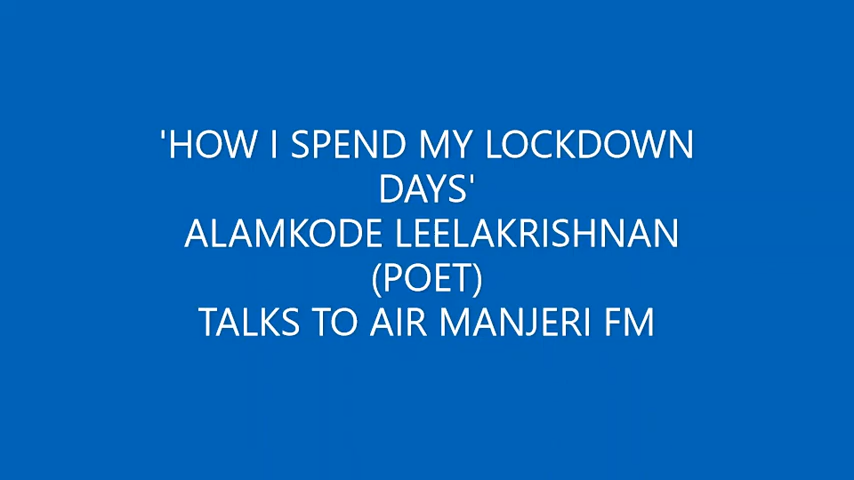 'HOW I SPEND MY LOCKDOWN
DAYS'
ALAMKODE LEELAKRISHNAN
(POET)
TALKS TO AIR MANJERI FM